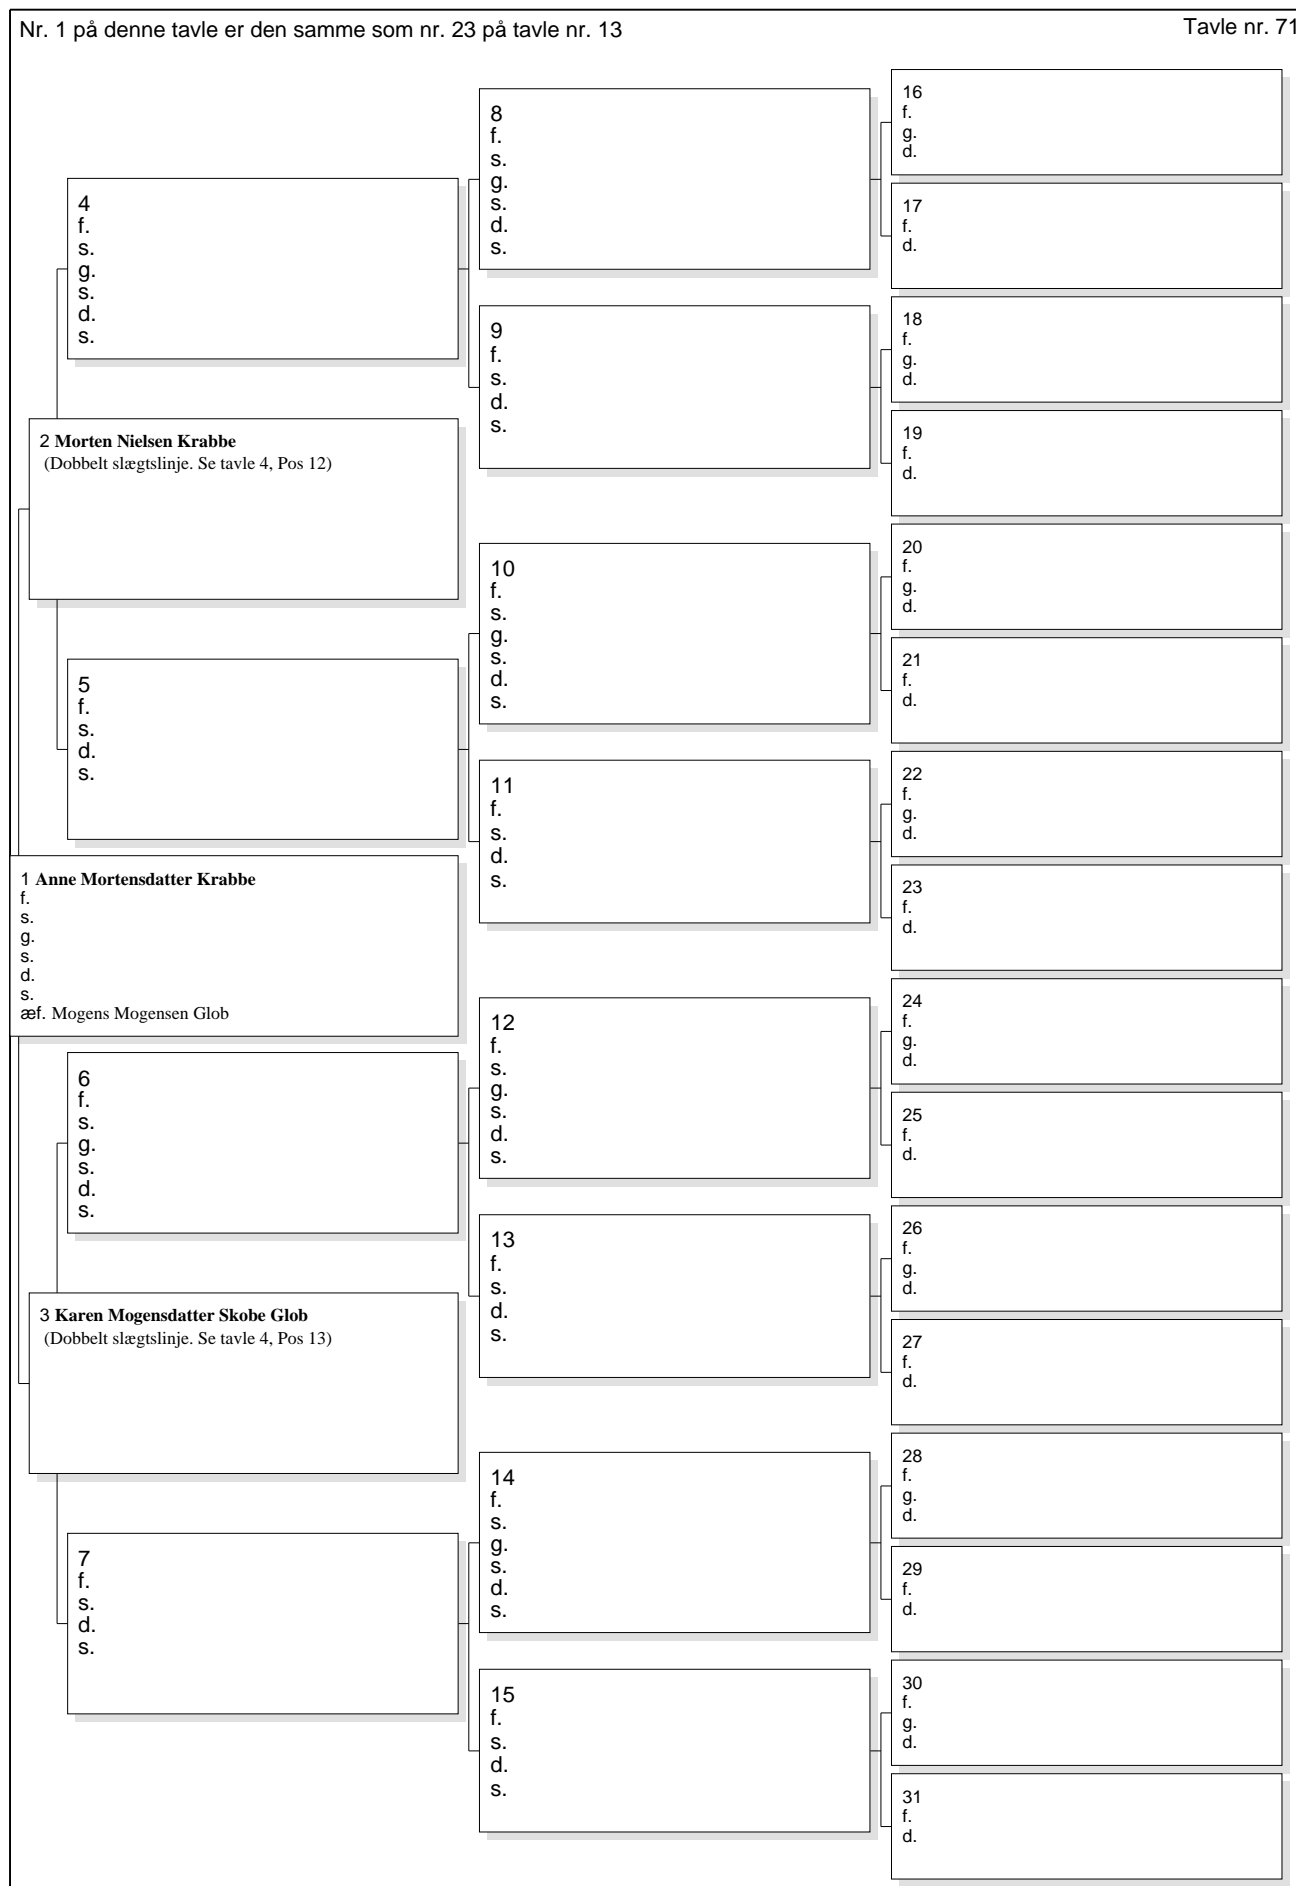 Nr. 1 på denne tavle er den samme som nr. 23 på tavle nr. 13
Tavle nr. 71
4
f.
s.
g.
s.
d.
s.
2 Morten Nielsen Krabbe
(Dobbelt slægtslinje. Se tavle 4, Pos 12)
5
f.
s.
d.
s.
1 Anne Mortensdatter Krabbe
f.
s.
g.
s.
d.
s.
æf. Mogens Mogensen Glob
6
f.
s.
g.
s.
d.
s.
3 Karen Mogensdatter Skobe Glob
(Dobbelt slægtslinje. Se tavle 4, Pos 13)
7
f.
s.
d.
s.
8
f.
s.
g.
s.
d.
s.
9
f.
s.
d.
s.
10
f.
s.
g.
s.
d.
s.
11
f.
s.
d.
s.
12
f.
s.
g.
s.
d.
s.
13
f.
s.
d.
s.
14
f.
s.
g.
s.
d.
s.
15
f.
s.
d.
s.
16
f.
g.
d.
17
f.
d.
18
f.
g.
d.
19
f.
d.
20
f.
g.
d.
21
f.
d.
22
f.
g.
d.
23
f.
d.
24
f.
g.
d.
25
f.
d.
26
f.
g.
d.
27
f.
d.
28
f.
g.
d.
29
f.
d.
30
f.
g.
d.
31
f.
d.